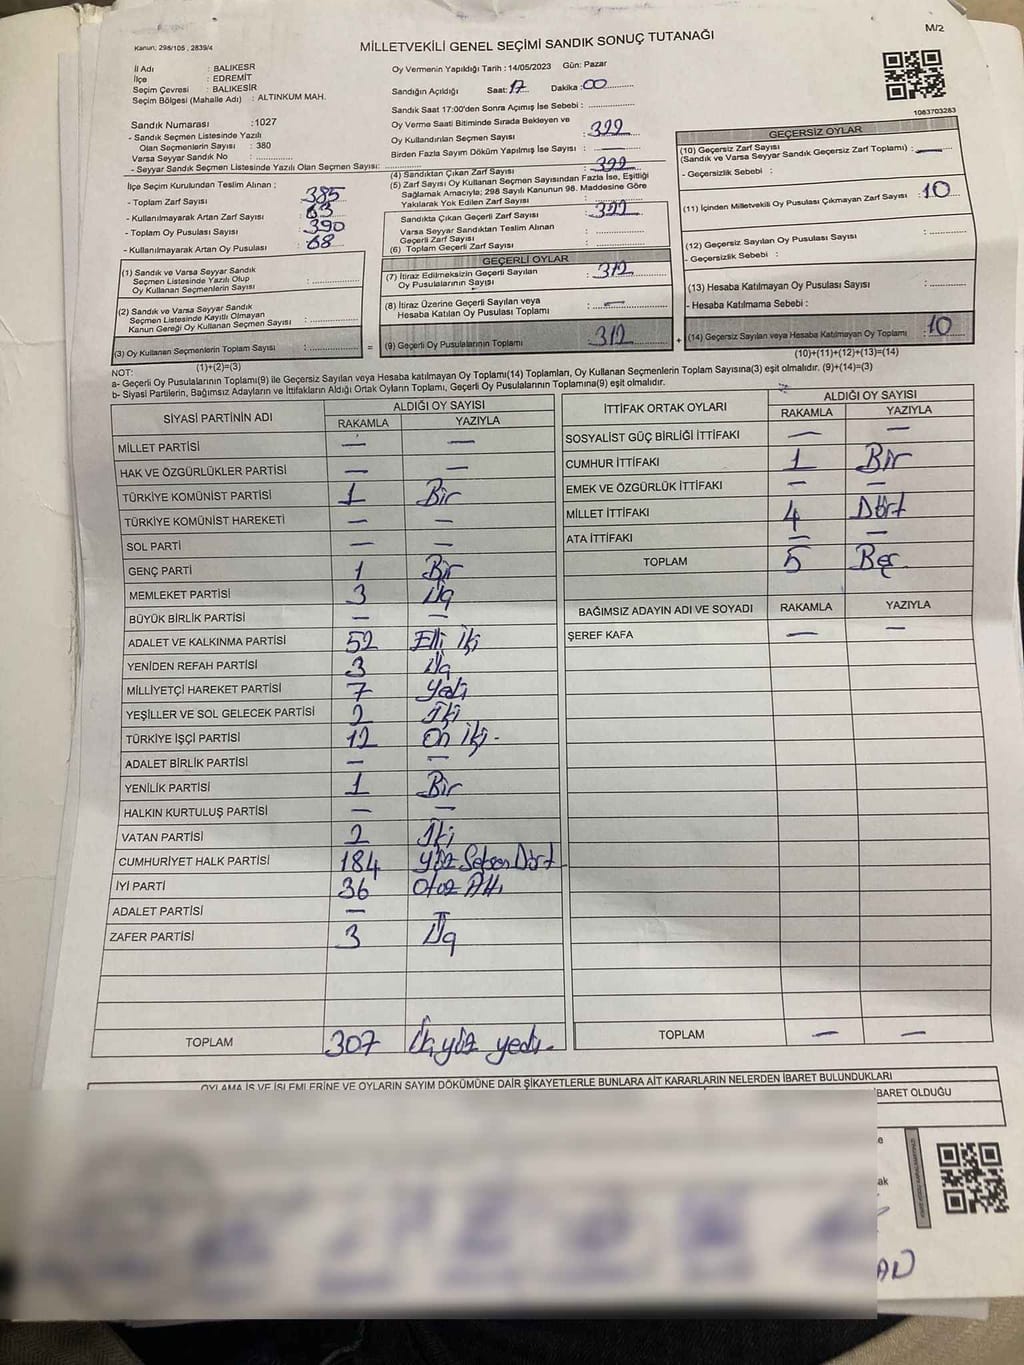 M/2
Kanun: 298/105 , 2839/4
MİLLETVEKİLİ GENEL SEÇİMİ SANDIK SONUÇ TUTANAĞI
1083703283
İl Adı : BALIKESR
İlçe : EDREMİT
Seçim Çevresi : BALIKESİR
Seçim Bölgesi (Mahalle Adı) : ALTINKUM MAH.
Sandık Numarası :1027
- Sandık Seçmen Listesinde Yazılı
Olan Seçmenlerin Sayısı : 380
Varsa Seyyar Sandık No :
- Seyyar Sandık Seçmen Listesinde Yazılı Olan Seçmen Sayısı:
Oy Vermenin Yapıldığı Tarih : 14/05/2023 Gün: Pazar
Sandığın Açıldığı Saat: 17 Dakika : 00
Sandık Saat 17:00'den Sonra Açımış İse Sebebi :
Oy Verme Saati Bitiminde Sırada Bekleyen ve
Oy Kullandırılan Seçmen Sayısı : 322
Birden Fazla Sayım Döküm Yapılmış İse Sayısı : —
İlçe Seçim Kurulundan Teslim Alınan :
- Toplam Zarf Sayısı : 385
- Kullanılmayarak Artan Zarf Sayısı : 63
- Toplam Oy Pusulası Sayısı : 390
- Kullanılmayarak Artan Oy Pusulası : 68
(4) Sandıktan Çıkan Zarf Sayısı : 322
(5) Zarf Sayısı Oy Kullanan Seçmen Sayısından Fazla İse, Eşitliği
Sağlamak Amacıyla; 298 Sayılı Kanunun 98. Maddesine Göre
Yakılarak Yok Edilen Zarf Sayısı :
Sandıkta Çıkan Geçerli Zarf Sayısı : 322
Varsa Seyyar Sandıktan Teslim Alınan
Geçerli Zarf Sayısı :
(6) Toplam Geçerli Zarf Sayısı :
GEÇERSİZ OYLAR
(10) Geçersiz Zarf Sayısı
(Sandık ve Varsa Seyyar Sandık Geçersiz Zarf Toplamı) : —
- Geçersizlik Sebebi :
(11) İçinden Milletvekili Oy Pusulası Çıkmayan Zarf Sayısı : 10
(12) Geçersiz Sayılan Oy Pusulası Sayısı :
- Geçersizlik Sebebi :
(13) Hesaba Katılmayan Oy Pusulası Sayısı :
- Hesaba Katılmama Sebebi :
(14) Geçersiz Sayılan veya Hesaba Katılmayan Oy Toplamı : 10
(10)+(11)+(12)+(13)=(14)
(1) Sandık ve Varsa Seyyar Sandık
Seçmen Listesinde Yazılı Olup
Oy Kullanan Seçmenlerin Sayısı :
(2) Sandık ve Varsa Seyyar Sandık
Seçmen Listesinde Kayıtlı Olmayan
Kanun Gereği Oy Kullanan Seçmen Sayısı :
(3) Oy Kullanan Seçmenlerin Toplam Sayısı :
(1)+(2)=(3)
=
GEÇERLİ OYLAR
(7) İtiraz Edilmeksizin Geçerli Sayılan
Oy Pusulalarının Sayısı : 312
(8) İtiraz Üzerine Geçerli Sayılan veya
Hesaba Katılan Oy Pusulası Toplamı : —
(9) Geçerli Oy Pusulalarının Toplamı : 312
+
NOT:
a- Geçerli Oy Pusulalarının Toplamı(9) ile Geçersiz Sayılan veya Hesaba katılmayan Oy Toplamı(14) Toplamları, Oy Kullanan Seçmenlerin Toplam Sayısına(3) eşit olmalıdır. (9)+(14)=(3)
b- Siyasi Partilerin, Bağımsız Adayların ve İttifakların Aldığı Ortak Oyların Toplamı, Geçerli Oy Pusulalarının Toplamına(9) eşit olmalıdır.
SİYASİ PARTİNİN ADI ALDIĞI OY SAYISI
RAKAMLA YAZIYLA
MİLLET PARTİSİ — —
HAK VE ÖZGÜRLÜKLER PARTİSİ — —
TÜRKİYE KOMÜNİST PARTİSİ 1 Bir
TÜRKİYE KOMÜNİST HAREKETİ — —
SOL PARTİ — —
GENÇ PARTİ 1 Bir
MEMLEKET PARTİSİ 3 Üç
BÜYÜK BİRLİK PARTİSİ — —
ADALET VE KALKINMA PARTİSİ 52 Elli İki
YENİDEN REFAH PARTİSİ 3 Üç
MİLLİYETÇİ HAREKET PARTİSİ 7 Yedi
YEŞİLLER VE SOL GELECEK PARTİSİ 2 İki
TÜRKİYE İŞÇİ PARTİSİ 12 On İki -
ADALET BİRLİK PARTİSİ — —
YENİLİK PARTİSİ 1 Bir
HALKIN KURTULUŞ PARTİSİ — —
VATAN PARTİSİ 2 İki
CUMHURİYET HALK PARTİSİ 184 Yüz Seksen Dört
İYİ PARTİ 36 Otuz Altı
ADALET PARTİSİ — —
ZAFER PARTİSİ 3 Üç
TOPLAM 307 Üçyüz yedi.
İTTİFAK ORTAK OYLARI ALDIĞI OY SAYISI
RAKAMLA YAZIYLA
SOSYALİST GÜÇ BİRLİĞİ İTTİFAKI — —
CUMHUR İTTİFAKI 1 Bir
EMEK VE ÖZGÜRLÜK İTTİFAKI — —
MİLLET İTTİFAKI 4 Dört
ATA İTTİFAKI — —
TOPLAM 5 Beş
BAĞIMSIZ ADAYIN ADI VE SOYADI RAKAMLA YAZIYLA
ŞEREF KAFA — —
TOPLAM — —
OYLAMA İŞ VE İŞLEMLERİNE VE OYLARIN SAYIM DÖKÜMÜNE DAİR ŞİKAYETLERLE BUNLARA AİT KARARLARIN NELERDEN İBARET BULUNDUKLARI
İBARET OLDUĞU